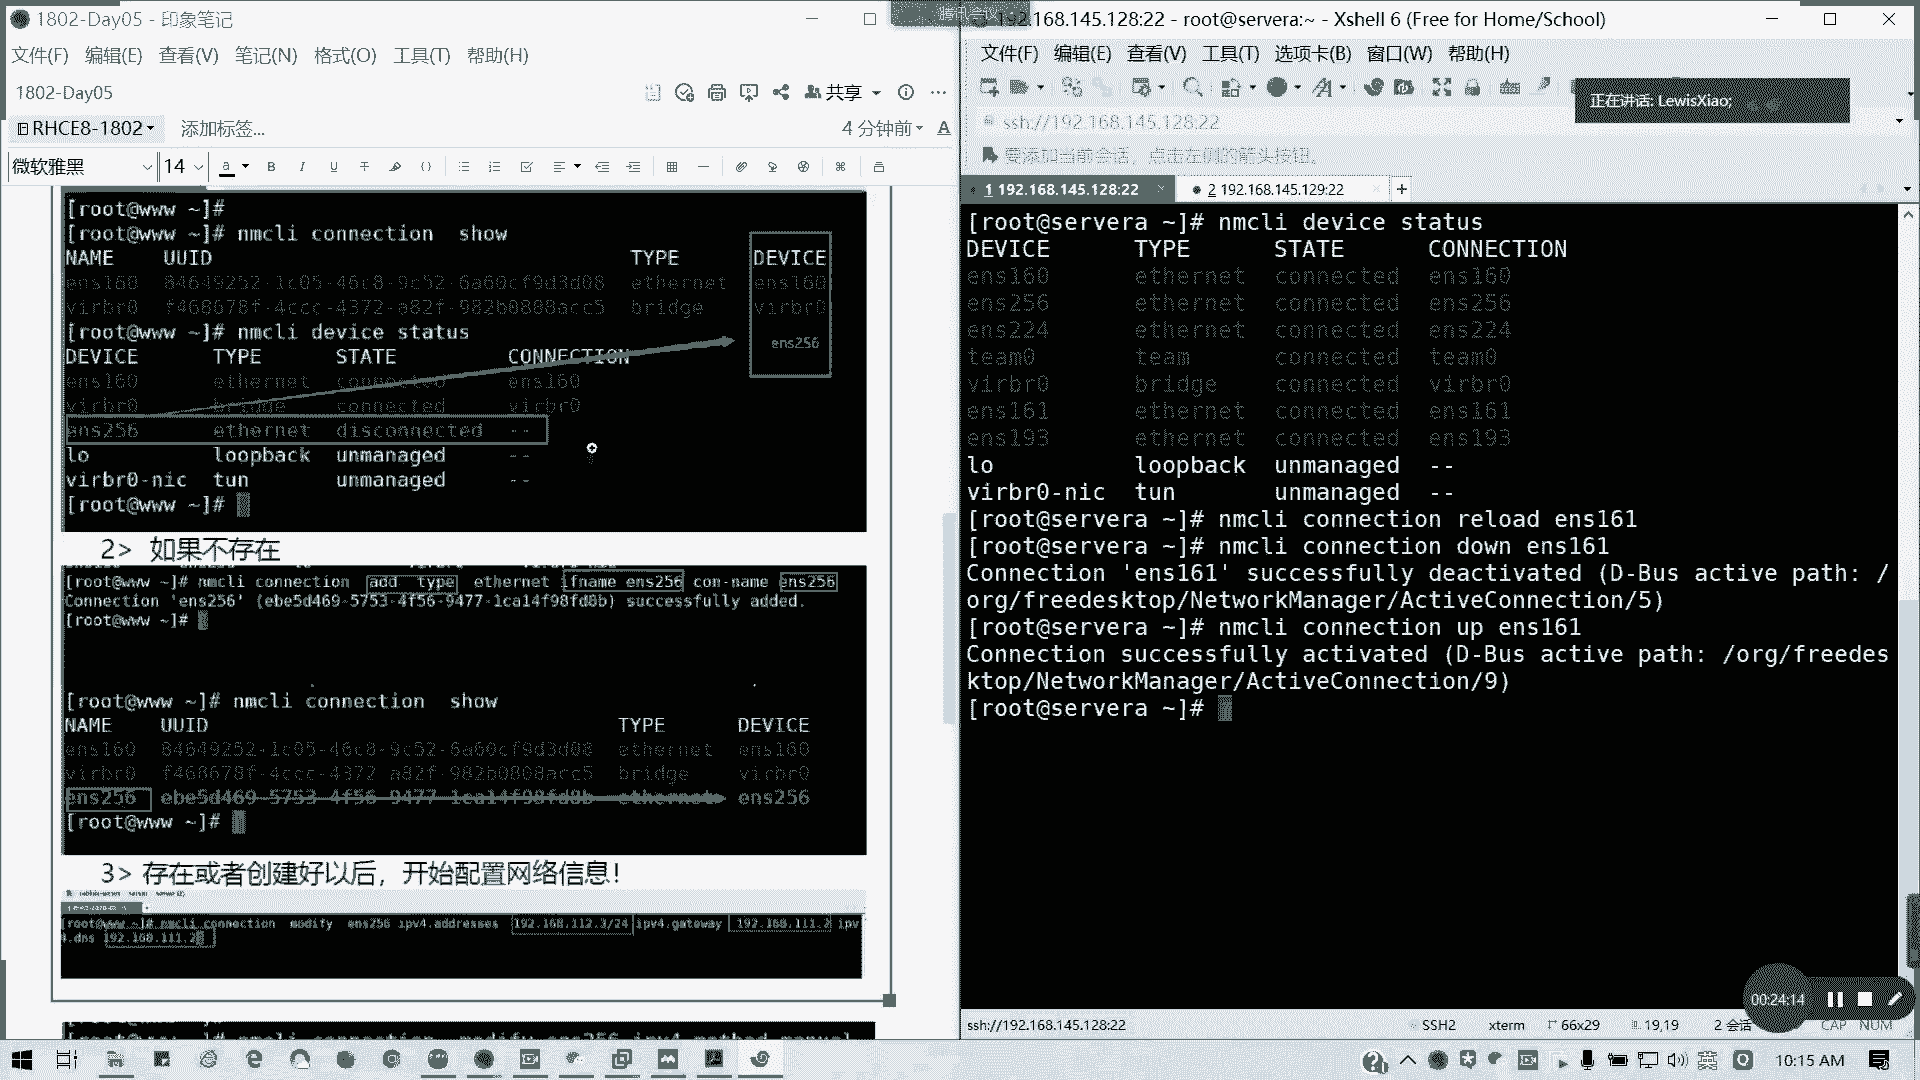 1802-Day05 - 印象笔记
文件(F) 编辑(E) 查看(V) 笔记(N) 格式(O) 工具(T) 帮助(H)
1802-Day05
共享
RHCE8-1802
添加标签...
4 分钟前
微软雅黑
14
[root@www ~]#
[root@www ~]# nmcli connection  show
NAME UUID TYPE DEVICE
ens160 84649252-1c05-46c8-9c52-6a60cf9d3d08 ethernet ens160
virbr0 f468678f-4ccc-4372-a82f-982b0808acc5 bridge virbr0
[root@www ~]# nmcli device status
ens256
DEVICE TYPE STATE CONNECTION
ens160 ethernet connected ens160
virbr0 bridge connected virbr0
ens256 ethernet disconnected --
lo loopback unmanaged --
virbr0-nic tun unmanaged --
[root@www ~]#
2> 如果不存在
[root@www ~]# nmcli connection  add  type  ethernet ifname ens256 con-name ens256
Connection 'ens256' (ebe5d469-5753-4f56-9477-1ca14f98fd8b) successfully added.
[root@www ~]#
[root@www ~]# nmcli connection  show
NAME UUID TYPE DEVICE
ens160 84649252-1c05-46c8-9c52-6a60cf9d3d08 ethernet ens160
virbr0 f468678f-4ccc-4372-a82f-982b0808acc5 bridge virbr0
ens256 ebe5d469-5753-4f56-9477-1ca14f98fd8b ethernet ens256
[root@www ~]#
3> 存在或者创建好以后，开始配置网络信息！
[root@www ~]# nmcli connection  modify  ens256 ipv4.addresses  192.168.112.3/24 ipv4.gateway  192.168.111.2 ipv
4.dns 192.168.111.2
192.168.145.128:22 - root@servera:~ - Xshell 6 (Free for Home/School)
文件(F) 编辑(E) 查看(V) 工具(T) 选项卡(B) 窗口(W) 帮助(H)
正在讲话: LewisXiao;
ssh://192.168.145.128:22
要添加当前会话，点击左侧的箭头按钮。
1 192.168.145.128:22
2 192.168.145.129:22
[root@servera ~]# nmcli device status
DEVICE TYPE STATE CONNECTION
ens160 ethernet connected ens160
ens256 ethernet connected ens256
ens224 ethernet connected ens224
team0 team connected team0
virbr0 bridge connected virbr0
ens161 ethernet connected ens161
ens193 ethernet connected ens193
lo loopback unmanaged --
virbr0-nic tun unmanaged --
[root@servera ~]# nmcli connection reload ens161
[root@servera ~]# nmcli connection down ens161
Connection 'ens161' successfully deactivated (D-Bus active path: /
org/freedesktop/NetworkManager/ActiveConnection/5)
[root@servera ~]# nmcli connection up ens161
Connection successfully activated (D-Bus active path: /org/freedes
ktop/NetworkManager/ActiveConnection/9)
[root@servera ~]#
00:24:14
ssh://192.168.145.128:22
SSH2
xterm
66x29
19,19
2 会话
CAP NUM
英
10:15 AM